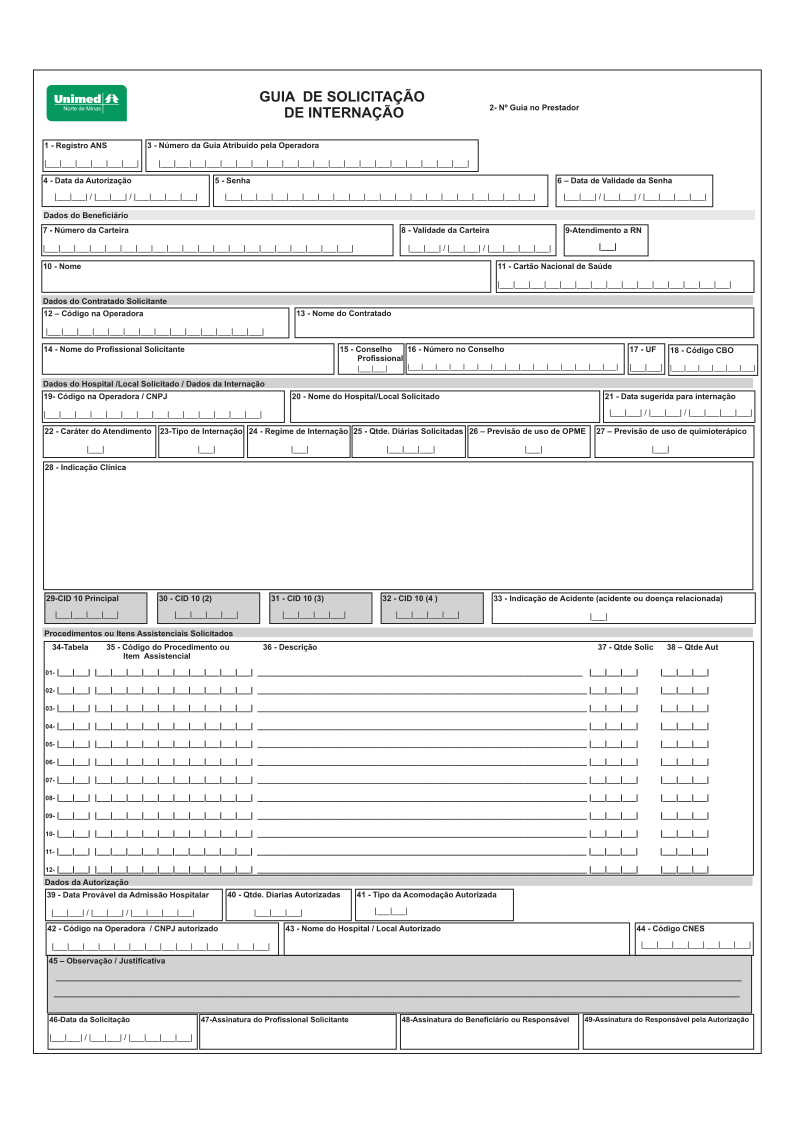 Unimed
Norte de Minas
GUIA DE SOLICITAÇÃO
DE INTERNAÇÃO
2- Nº Guia no Prestador
1 - Registro ANS
3 - Número da Guia Atribuído pela Operadora
4 - Data da Autorização
5 - Senha
6 – Data de Validade da Senha
Dados do Beneficiário
7 - Número da Carteira
8 - Validade da Carteira
9-Atendimento a RN
10 - Nome
11 - Cartão Nacional de Saúde
Dados do Contratado Solicitante
12 – Código na Operadora
13 - Nome do Contratado
14 - Nome do Profissional Solicitante
15 - Conselho
Profissional
16 - Número no Conselho
17 - UF
18 - Código CBO
Dados do Hospital /Local Solicitado / Dados da Internação
19- Código na Operadora / CNPJ
20 - Nome do Hospital/Local Solicitado
21 - Data sugerida para internação
22 - Caráter do Atendimento
23-Tipo de Internação
24 - Regime de Internação
25 - Qtde. Diárias Solicitadas
26 – Previsão de uso de OPME
27 – Previsão de uso de quimioterápico
28 - Indicação Clínica
29-CID 10 Principal
30 - CID 10 (2)
31 - CID 10 (3)
32 - CID 10 (4 )
33 - Indicação de Acidente (acidente ou doença relacionada)
Procedimentos ou Itens Assistenciais Solicitados
34-Tabela
35 - Código do Procedimento ou
Item Assistencial
36 - Descrição
37 - Qtde Solic
38 – Qtde Aut
01-
02-
03-
04-
05-
06-
07-
08-
09-
10-
11-
12-
Dados da Autorização
39 - Data Provável da Admissão Hospitalar
40 - Qtde. Diarias Autorizadas
41 - Tipo da Acomodação Autorizada
42 - Código na Operadora / CNPJ autorizado
43 - Nome do Hospital / Local Autorizado
44 - Código CNES
45 – Observação / Justificativa
46-Data da Solicitação
47-Assinatura do Profissional Solicitante
48-Assinatura do Beneficiário ou Responsável
49-Assinatura do Responsável pela Autorização